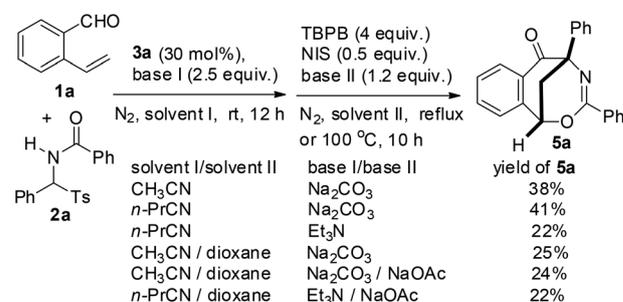 CHO
1a
+
O
H
N
Ph
Ph
Ts
2a
3a (30 mol%),
base I (2.5 equiv.)
N₂, solvent I, rt, 12 h
TBPB (4 equiv.)
NIS (0.5 equiv.)
base II (1.2 equiv.)
N₂, solvent II, reflux
or 100 °C, 10 h
Ph
O
N
O
Ph
H
5a
solvent I/solvent II base I/base II yield of 5a
CH₃CN Na₂CO₃ 38%
n-PrCN Na₂CO₃ 41%
n-PrCN Et₃N 22%
CH₃CN / dioxane Na₂CO₃ 25%
CH₃CN / dioxane Na₂CO₃ / NaOAc 24%
n-PrCN / dioxane Et₃N / NaOAc 22%